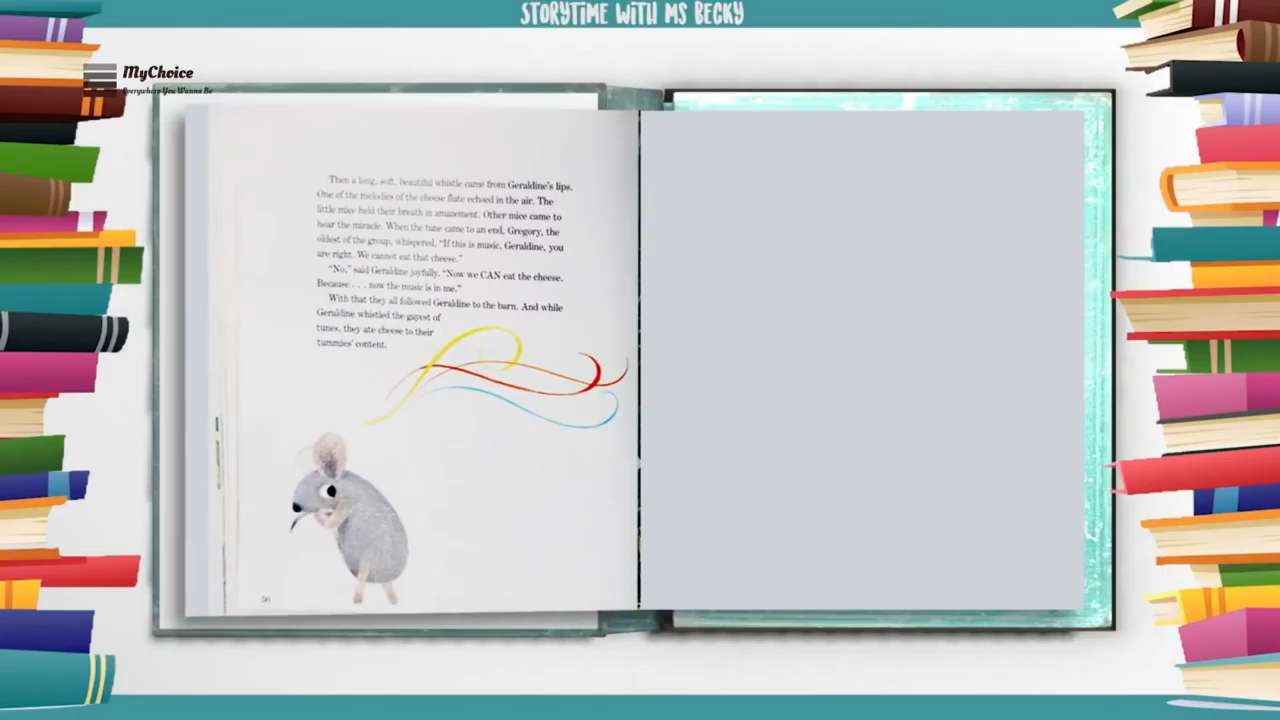 STORYTIME WITH MS BECKY
MyChoice
Everywhere You Wanna Be
Then a long, soft, beautiful whistle came from Geraldine's lips.
One of the melodies of the cheese flute echoed in the air. The
little mice held their breath in amazement. Other mice came to
hear the miracle. When the tune came to an end, Gregory, the
oldest of the group, whispered, "If this is music, Geraldine, you
are right. We cannot eat that cheese."
"No," said Geraldine joyfully. "Now we CAN eat the cheese.
Because . . . now the music is in me."
With that they all followed Geraldine to the barn. And while
Geraldine whistled the gayest of
tunes, they ate cheese to their
tummies' content.